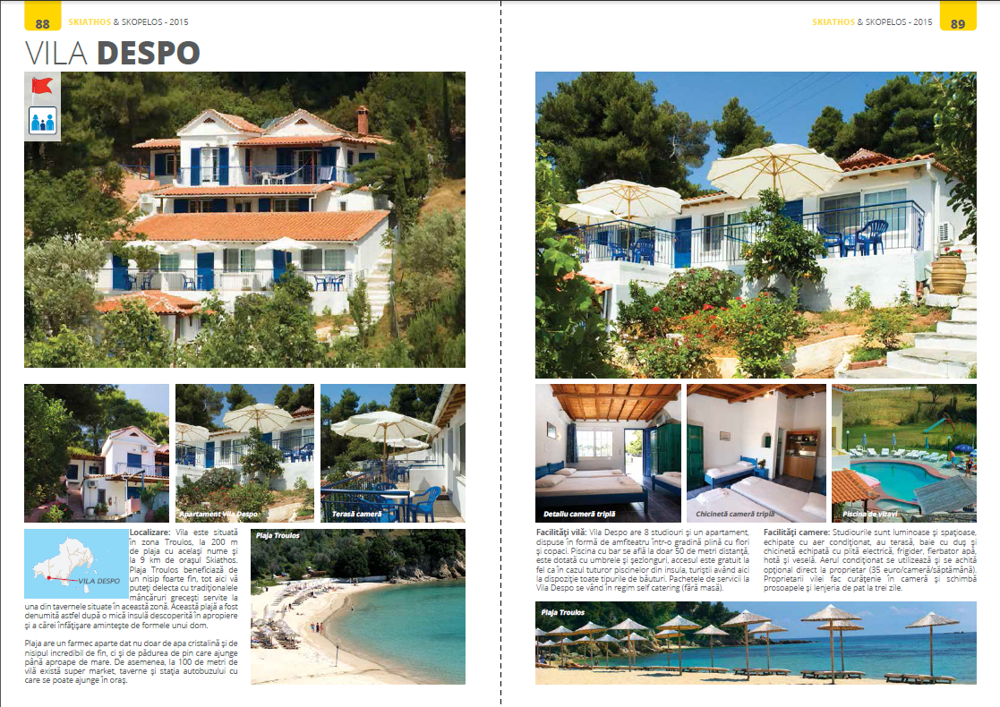 88
SKIATHOS & SKOPELOS - 2015
VILA DESPO
Apartament Vila Despo
Terasă cameră
VILA DESPO
Localizare: Vila este situată
în zona Troulos, la 200 m
de plaja cu același nume și
la 9 km de orașul Skiathos.
Plaja Troulos beneficiază de
un nisip foarte fin, tot aici vă
puteți delecta cu tradiționalele
mâncăruri grecești servite la
una din tavernele situate în această zonă. Această plajă a fost
denumită astfel după o mică insulă descoperită în apropiere
și a cărei înfățișare amintește de formele unui dom.
Plaja are un farmec aparte dat nu doar de apa cristalină și de
nisipul incredibil de fin, ci și de pădurea de pin care ajunge
până aproape de mare. De asemenea, la 100 de metri de
vilă există super market, taverne și stația autobuzului cu
care se poate ajunge în oraș.
Plaja Troulos
SKIATHOS & SKOPELOS - 2015
89
Detaliu cameră triplă
Chicinetă cameră triplă
Piscina de vizavi
Facilități vilă: Vila Despo are 8 studiouri și un apartament,
dispuse în formă de amfiteatru într-o gradină plină cu flori
și copaci. Piscina cu bar se află la doar 50 de metri distanță,
este dotată cu umbrele și șezlonguri, accesul este gratuit la
fel ca în cazul tuturor piscinelor din insula, turiștii având aici
la dispoziție toate tipurile de băuturi. Pachetele de servicii la
Vila Despo se vând în regim self catering (fără masă).
Facilități camere: Studiourile sunt luminoase și spațioase,
echipate cu aer condiționat, au terasă, baie cu duș și
chicinetă echipată cu plită electrică, frigider, fierbator apă,
hotă și veselă. Aerul condiționat se utilizează și se achită
opțional direct la proprietar (35 euro/cameră/săptămână).
Proprietarii vilei fac curățenie în cameră și schimbă
prosoapele și lenjeria de pat la trei zile.
Plaja Troulos